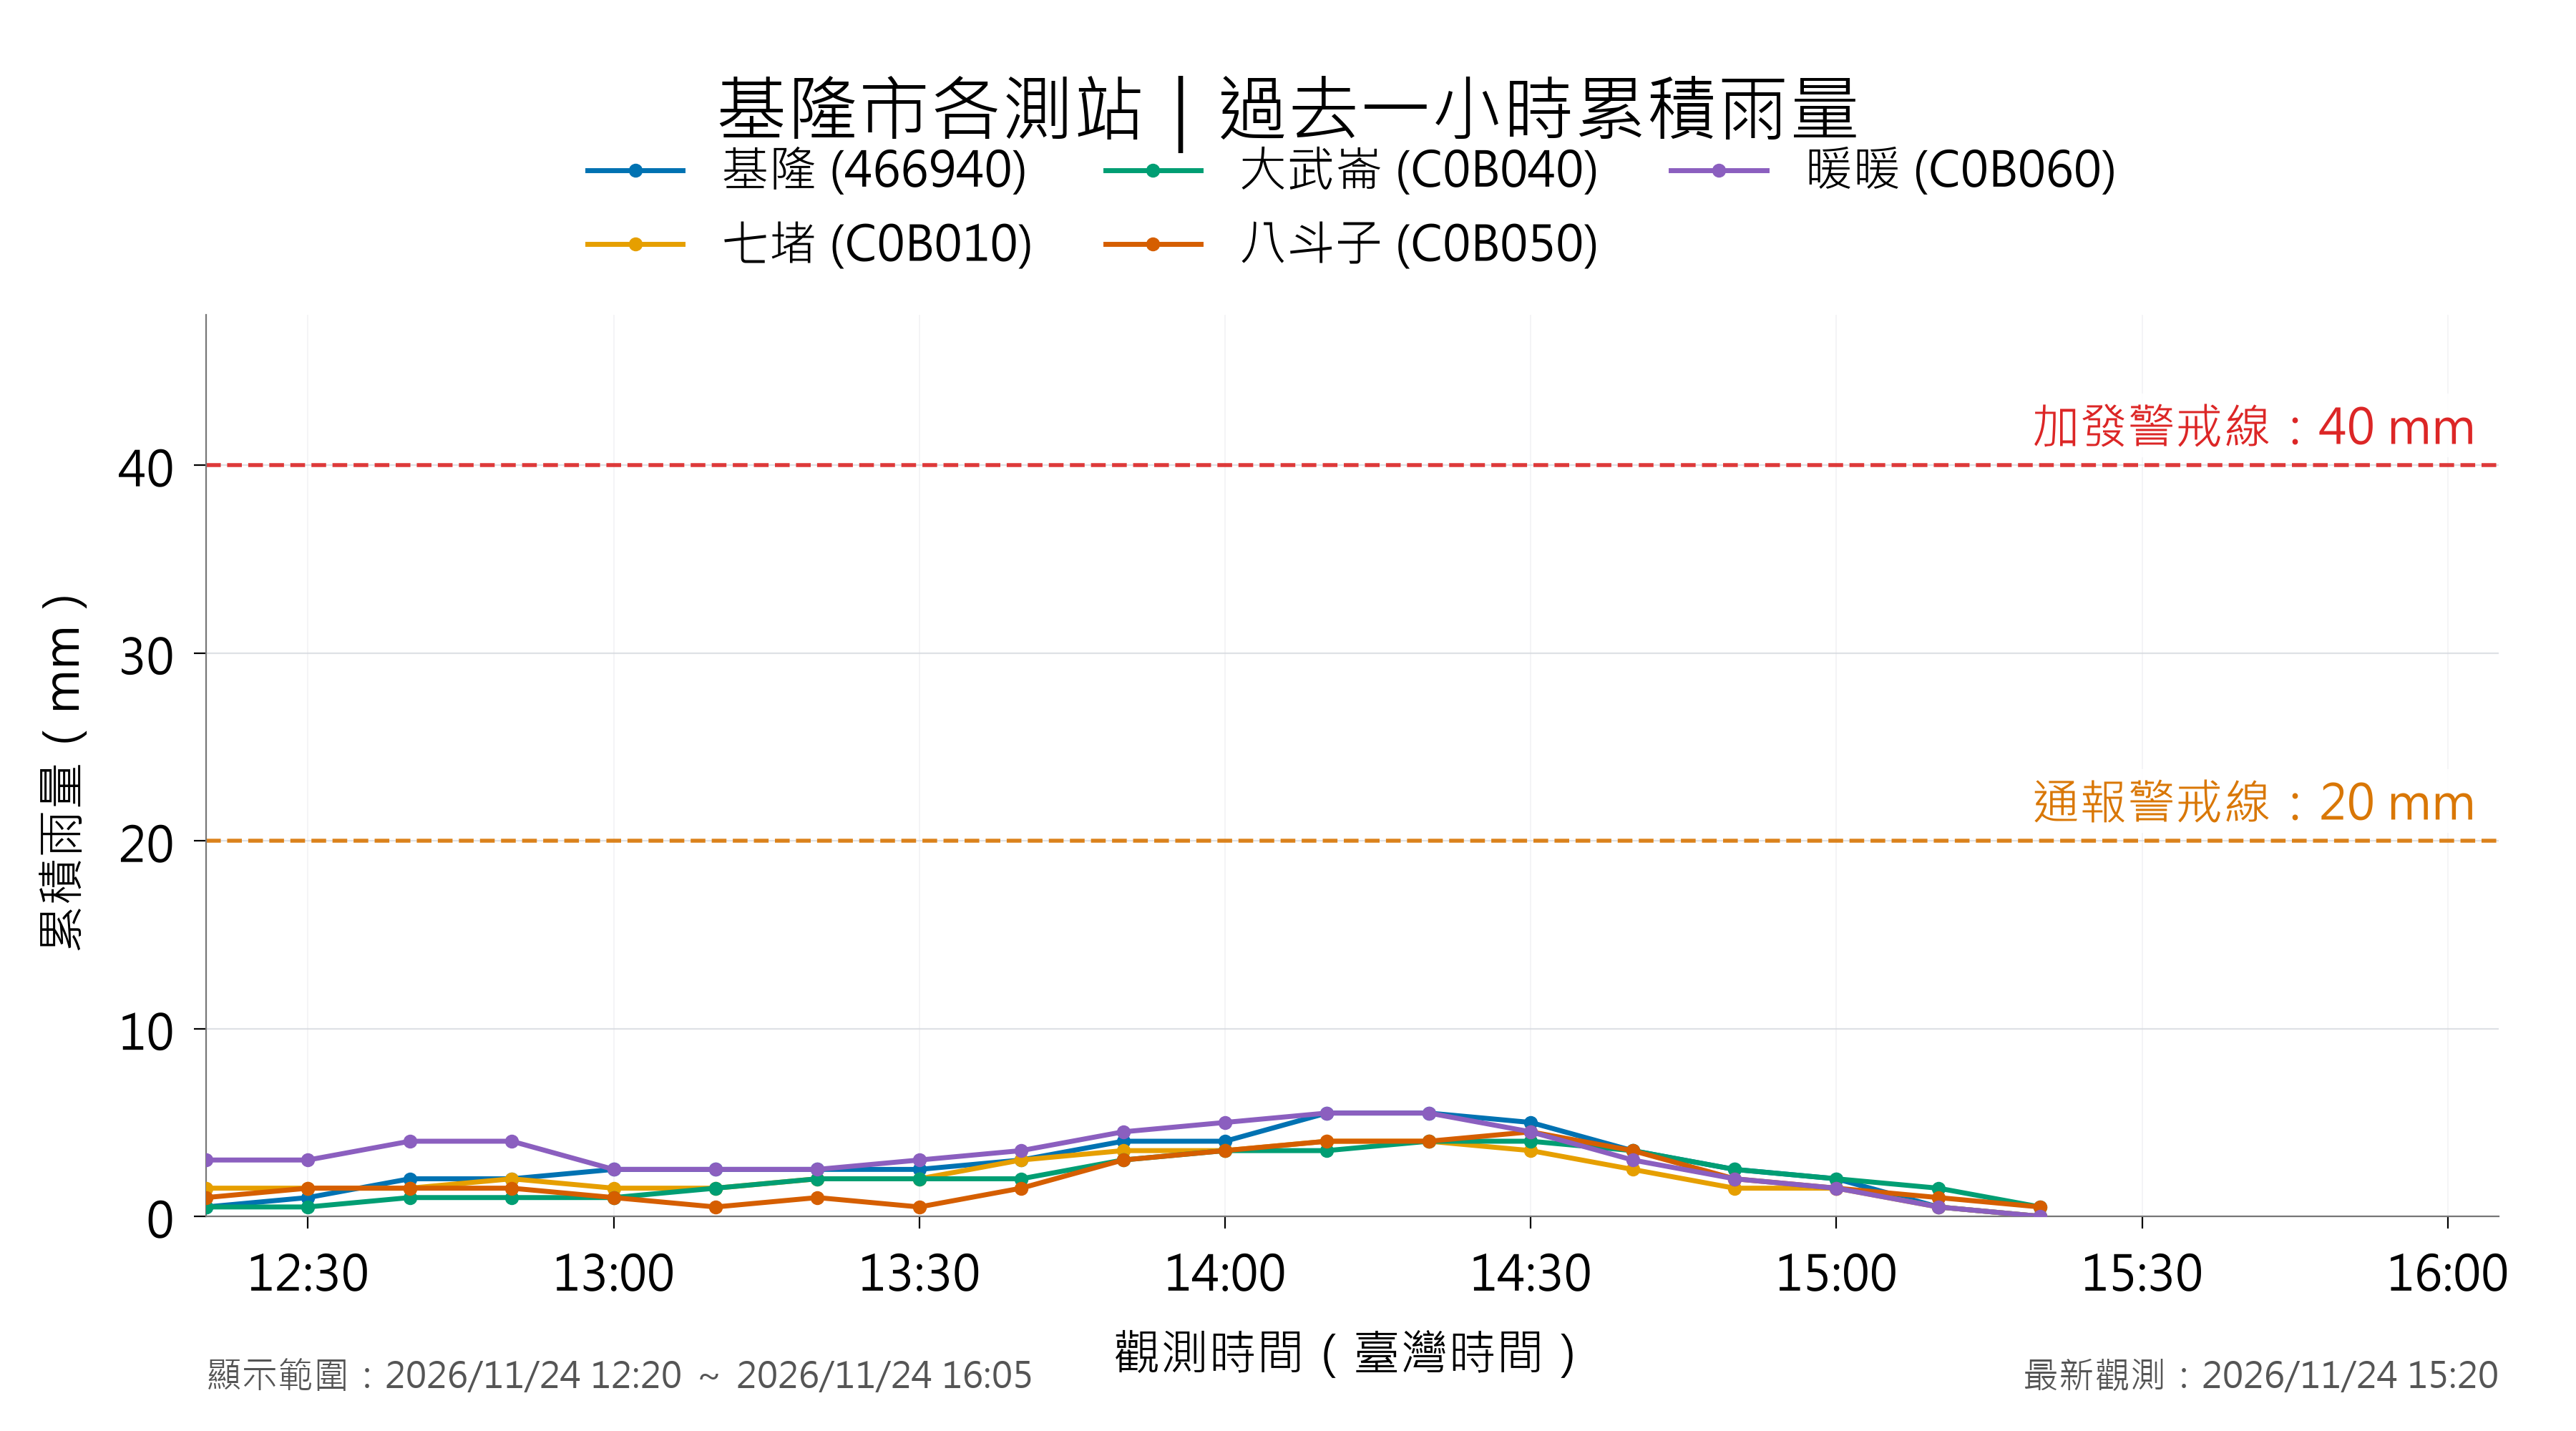 基隆市各測站｜過去一小時累積雨量
基隆 (466940)
七堵 (C0B010)
大武崙 (C0B040)
八斗子 (C0B050)
暖暖 (C0B060)
累積雨量（mm）
40
30
20
10
0
加發警戒線：40 mm
通報警戒線：20 mm
12:30 13:00 13:30 14:00 14:30 15:00 15:30 16:00
觀測時間（臺灣時間）
顯示範圍：2026/11/24 12:20 ~ 2026/11/24 16:05
最新觀測：2026/11/24 15:20